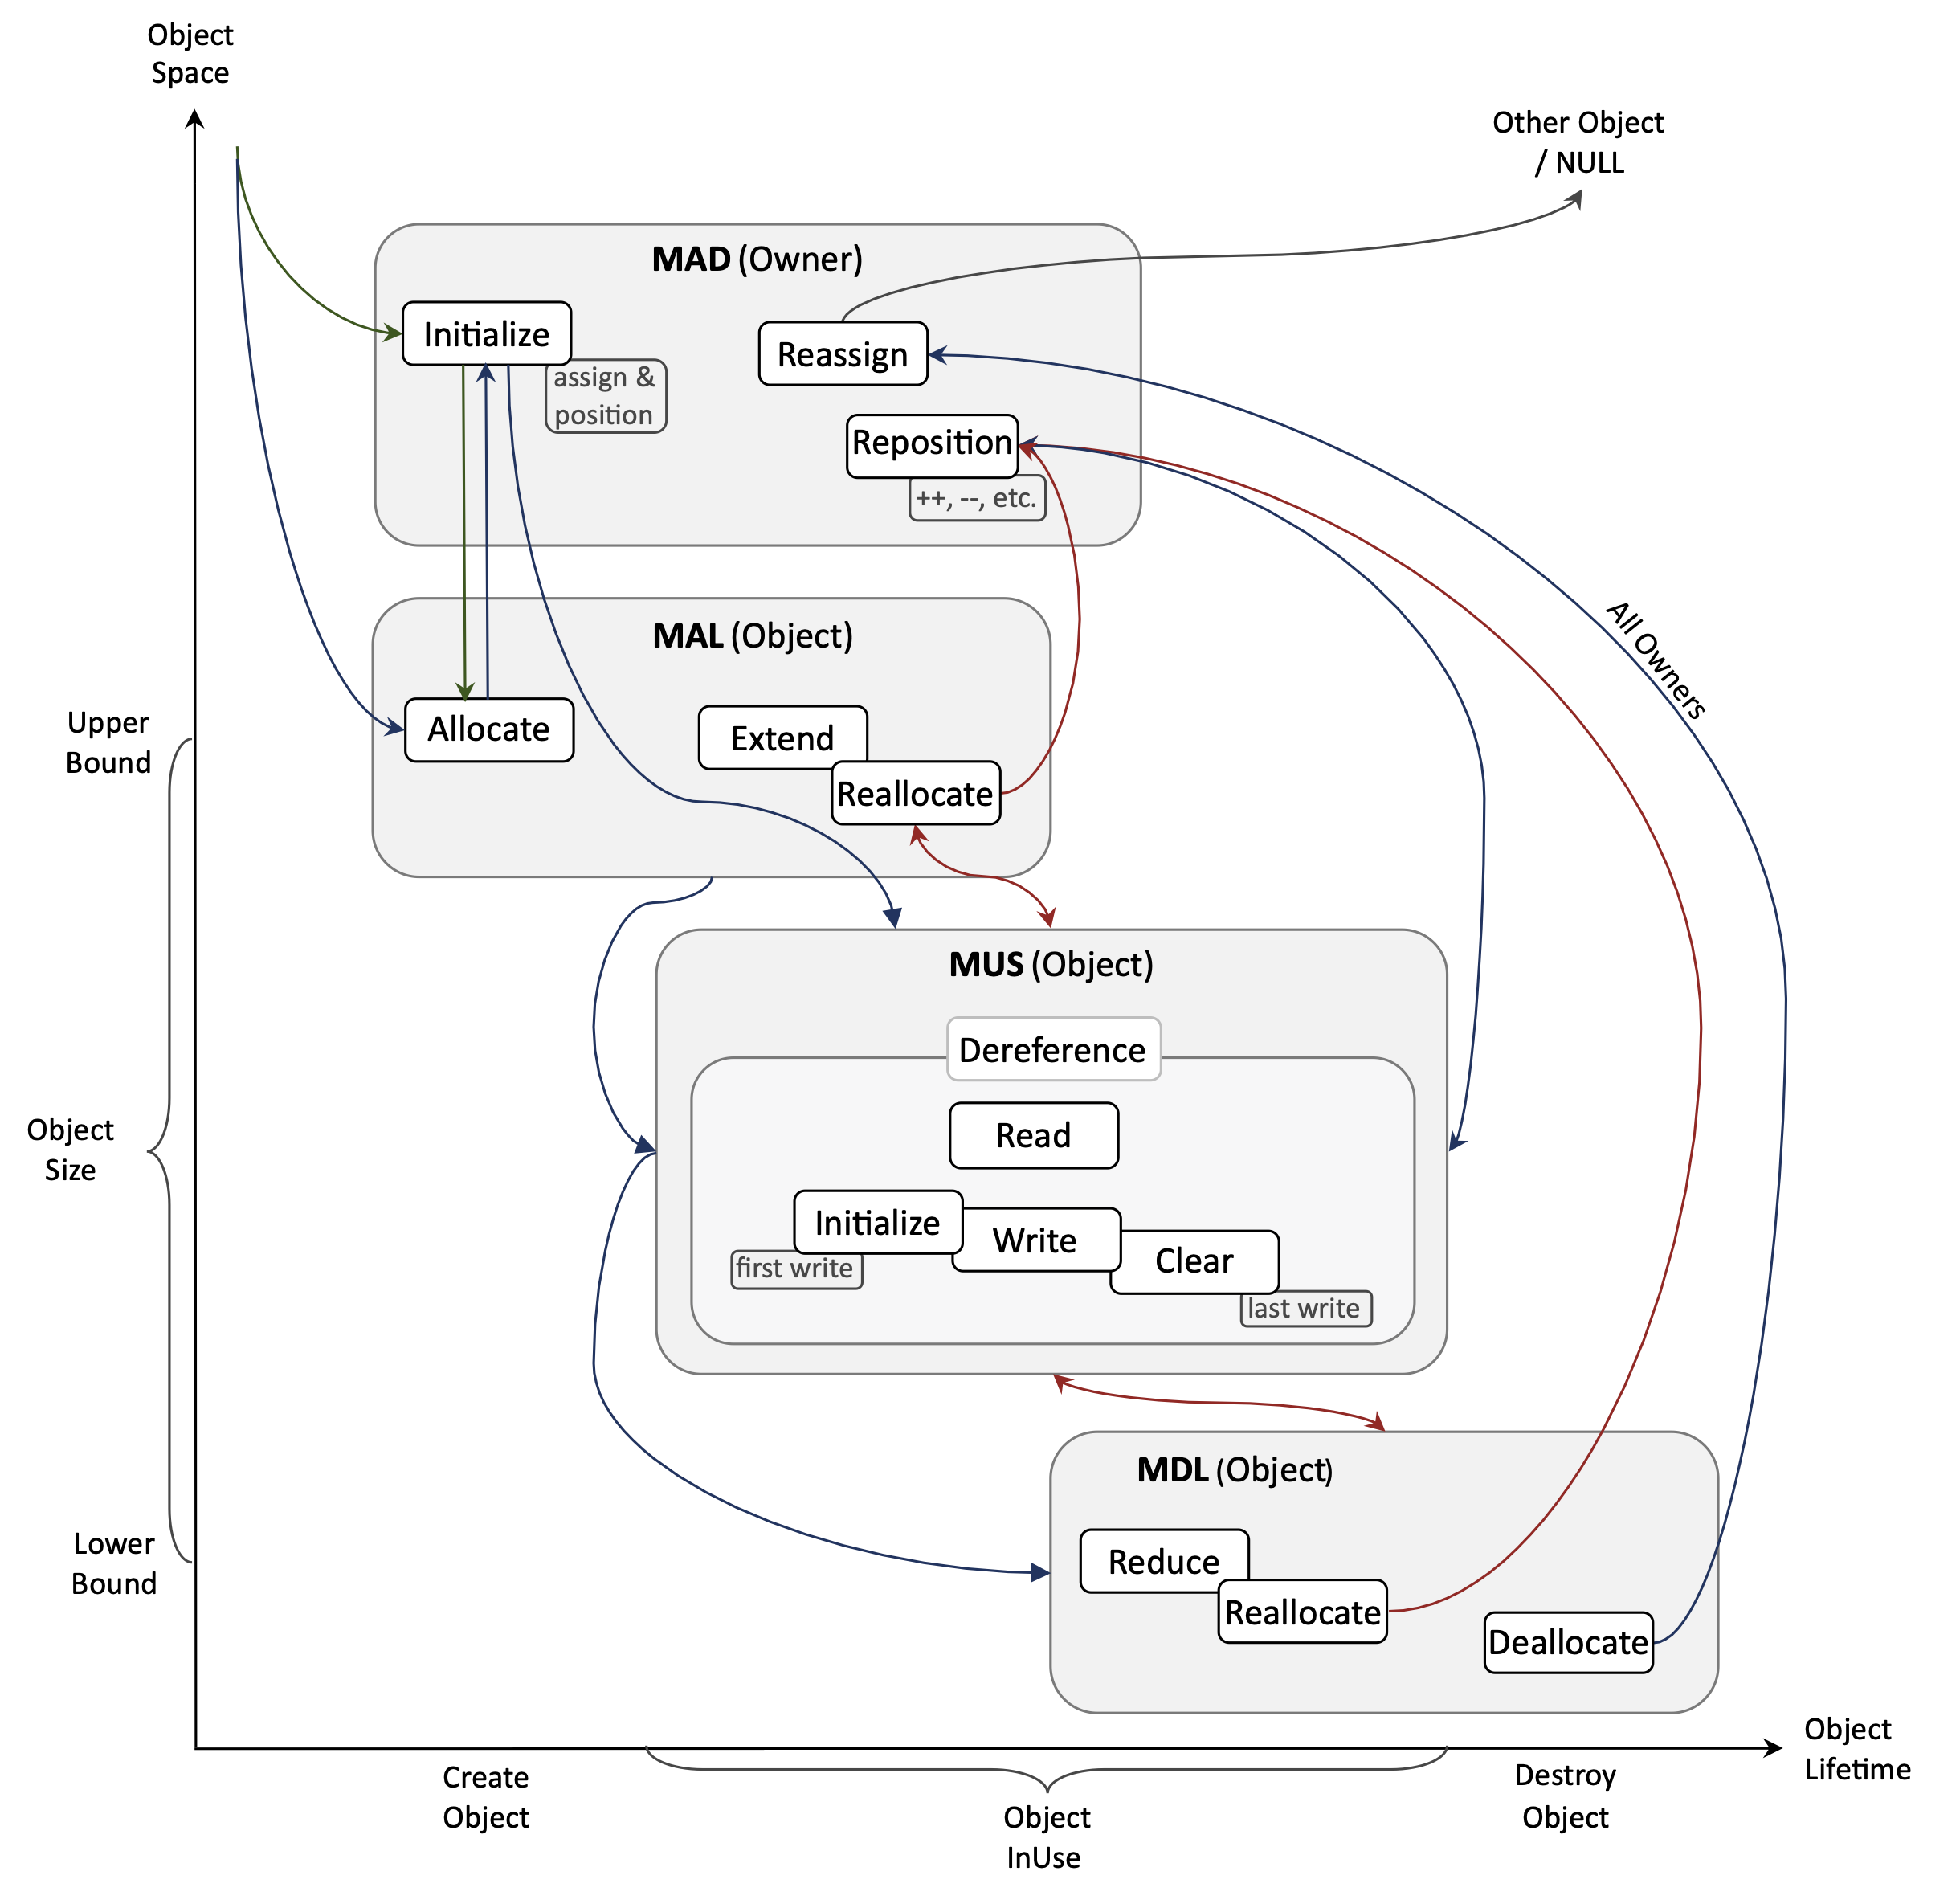 Object
Space
Other Object
/ NULL
MAD (Owner)
Initialize
assign &
position
Reassign
Reposition
++, --, etc.
All Owners
MAL (Object)
Allocate
Extend
Reallocate
Upper
Bound
MUS (Object)
Dereference
Read
Initialize
first write
Write
Clear
last write
Object
Size
MDL (Object)
Reduce
Reallocate
Deallocate
Lower
Bound
Object
Lifetime
Create
Object
Object
InUse
Destroy
Object